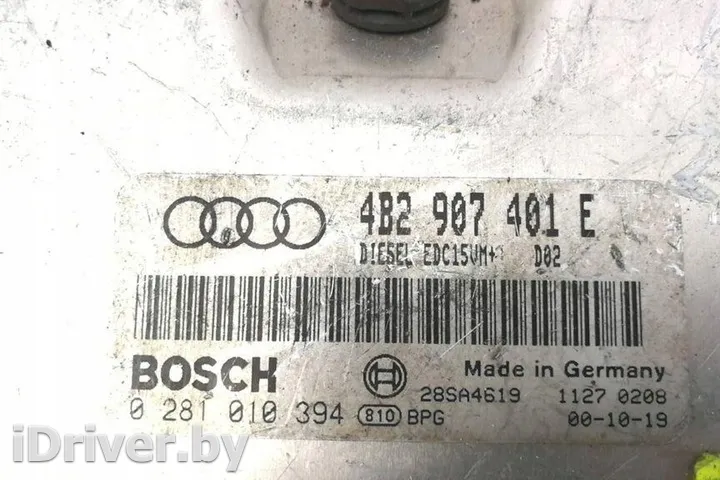 4B2 907 401 E
DIESEL EDC15VM+ D02
BOSCH
Made in Germany
28SA4619 1127 0208
0 281 010 394 810 BPG 00-10-19
iDriver.by